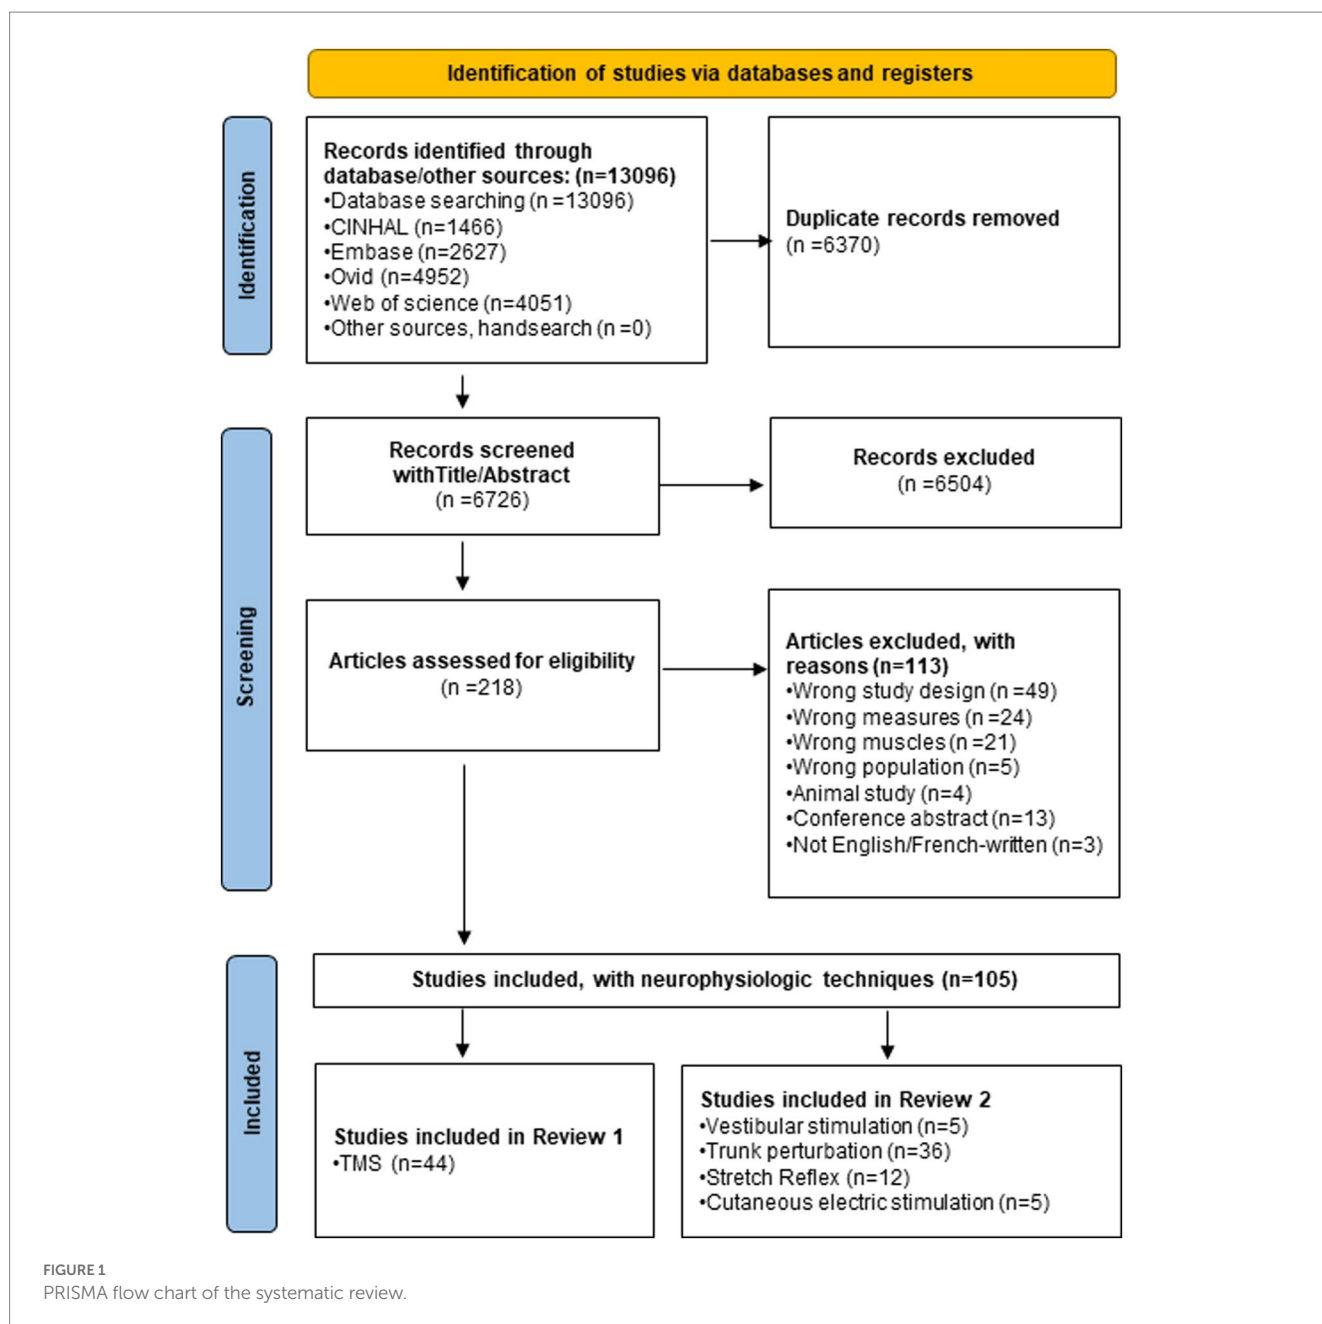 Identification of studies via databases and registers
Identification
Records identified through
database/other sources: (n=13096)
•Database searching (n =13096)
•CINHAL (n=1466)
•Embase (n=2627)
•Ovid (n=4952)
•Web of science (n=4051)
•Other sources, handsearch (n =0)
Duplicate records removed
(n =6370)
Screening
Records screened
withTitle/Abstract
(n =6726)
Records excluded
(n =6504)
Articles assessed for eligibility
(n =218)
Articles excluded, with
reasons (n=113)
•Wrong study design (n =49)
•Wrong measures (n =24)
•Wrong muscles (n =21)
•Wrong population (n=5)
•Animal study (n=4)
•Conference abstract (n=13)
•Not English/French-written (n=3)
Included
Studies included, with neurophysiologic techniques (n=105)
Studies included in Review 1
•TMS (n=44)
Studies included in Review 2
•Vestibular stimulation (n=5)
•Trunk perturbation (n=36)
•Stretch Reflex (n=12)
•Cutaneous electric stimulation (n=5)
FIGURE 1
PRISMA flow chart of the systematic review.